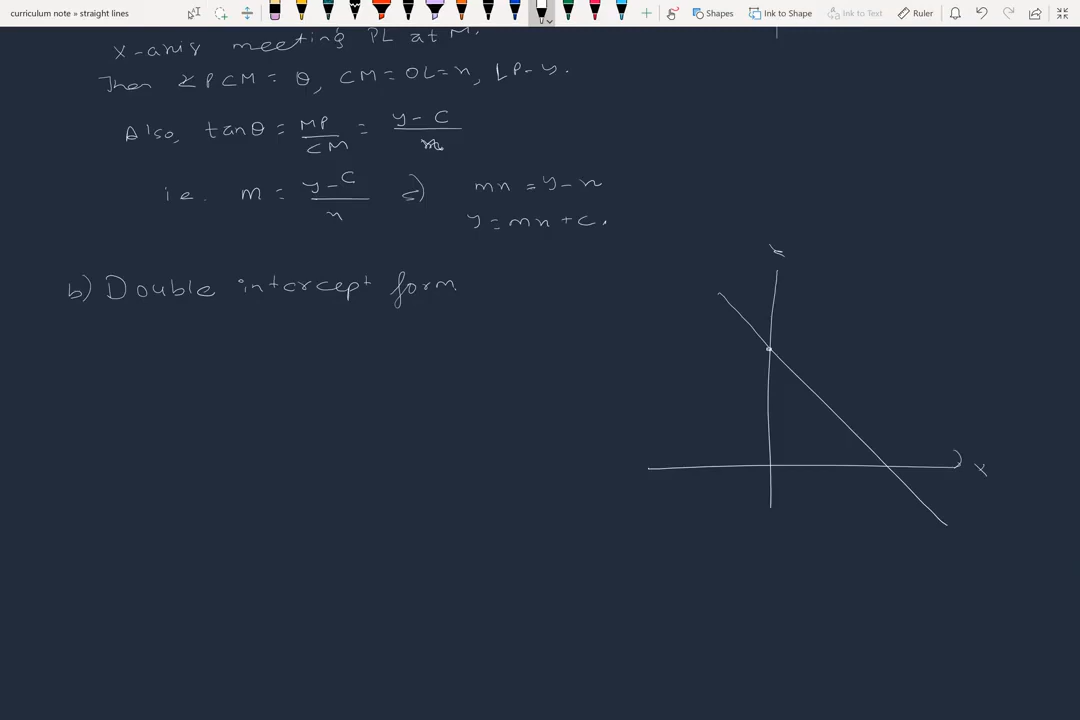 curriculum note » straight lines
Shapes Ink to Shape Ink to Text Ruler
X-axis meeting PL at M.
Then ∡PCM = θ, CM = OL = x, LP = y.
Also, tanθ = MP/CM = y - C/x
i.e. m = y - C/x ⇒ mx = y - x
y = mx + c.
b) Double intercept form.
X